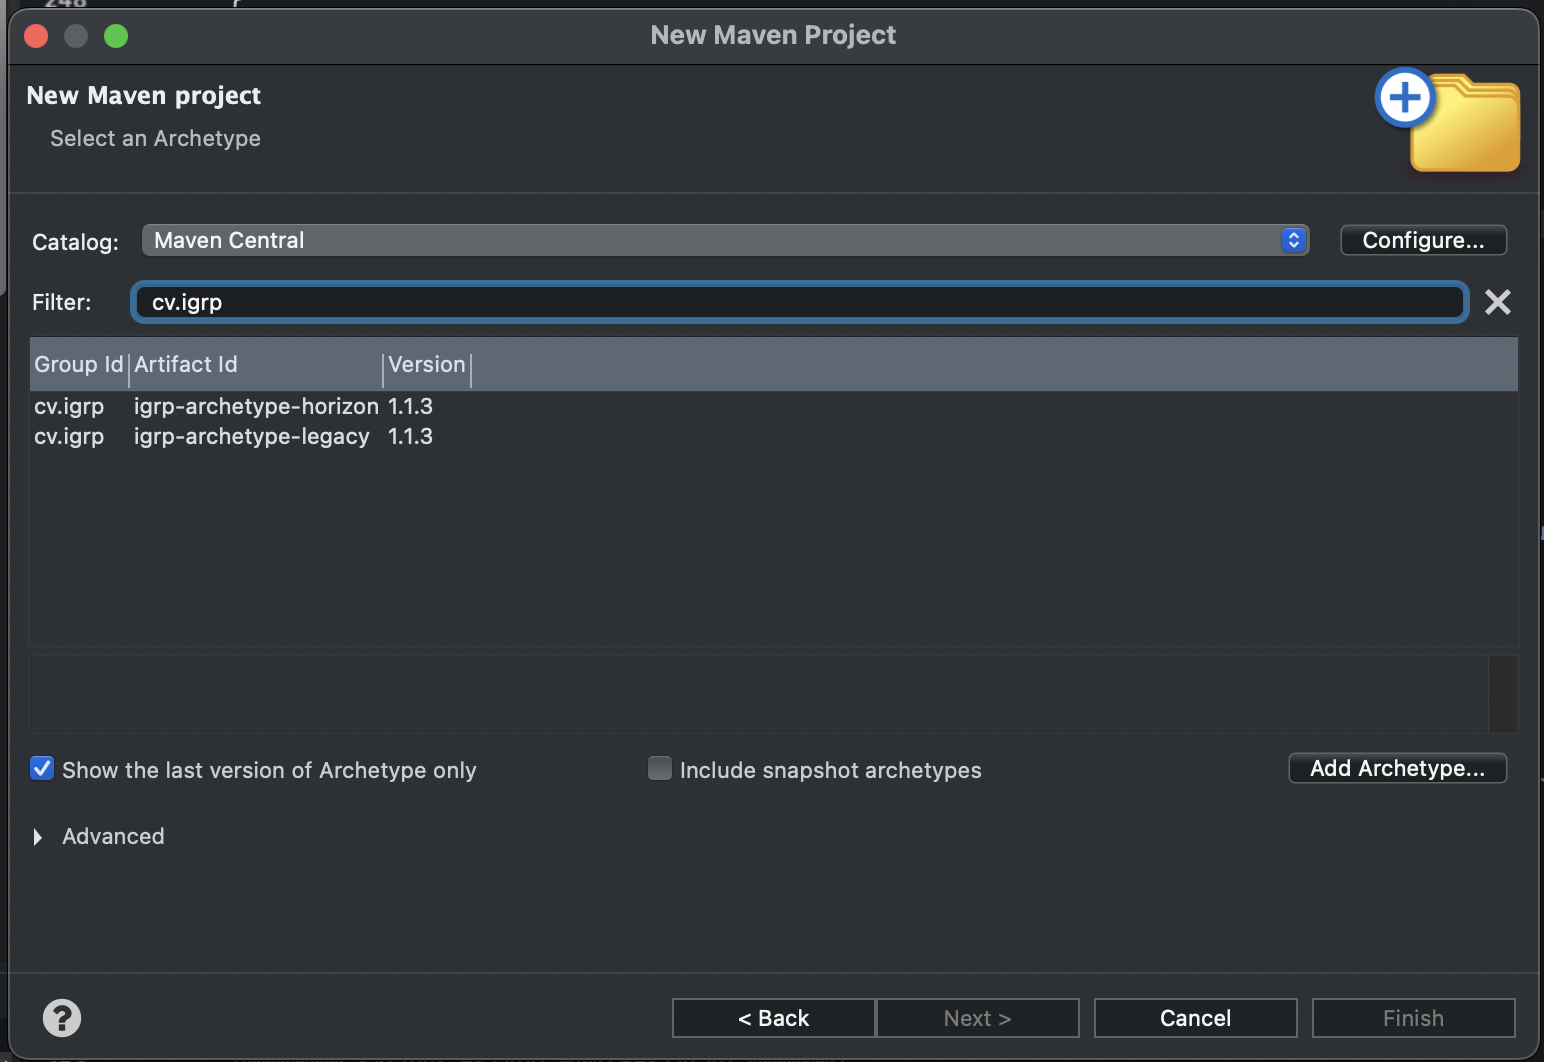 New Maven Project
New Maven project
Select an Archetype
Catalog: Maven Central Configure...
Filter: cv.igrp
Group Id Artifact Id Version
cv.igrp igrp-archetype-horizon 1.1.3
cv.igrp igrp-archetype-legacy 1.1.3
Show the last version of Archetype only Include snapshot archetypes Add Archetype...
Advanced
? < Back Next > Cancel Finish